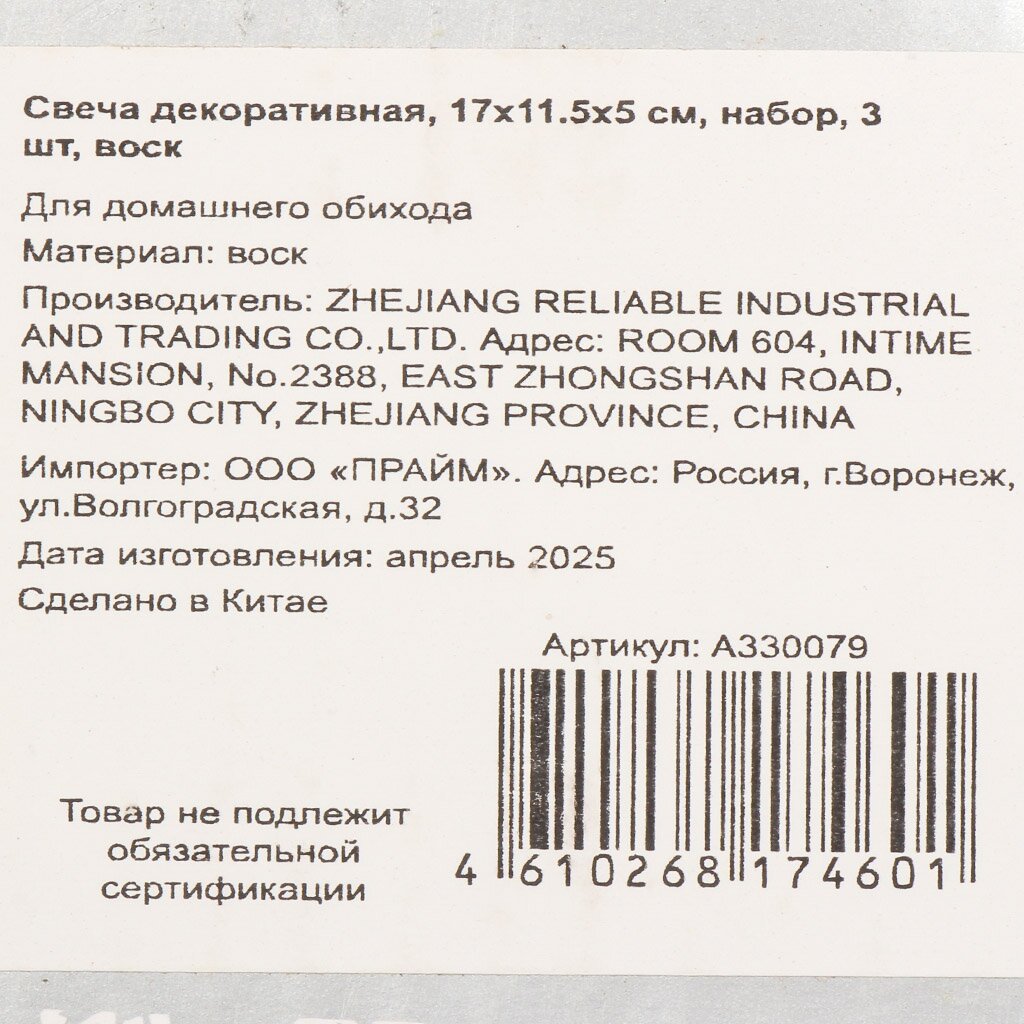 Свеча декоративная, 17x11.5x5 см, набор, 3
шт, воск
Для домашнего обихода
Материал: воск
Производитель: ZHEJIANG RELIABLE INDUSTRIAL
AND TRADING CO.,LTD. Адрес: ROOM 604, INTIME
MANSION, No.2388, EAST ZHONGSHAN ROAD,
NINGBO CITY, ZHEJIANG PROVINCE, CHINA
Импортер: ООО «ПРАЙМ». Адрес: Россия, г.Воронеж,
ул.Волгоградская, д.32
Дата изготовления: апрель 2025
Сделано в Китае
Артикул: A330079
Товар не подлежит
обязательной
сертификации
4 610268 174601